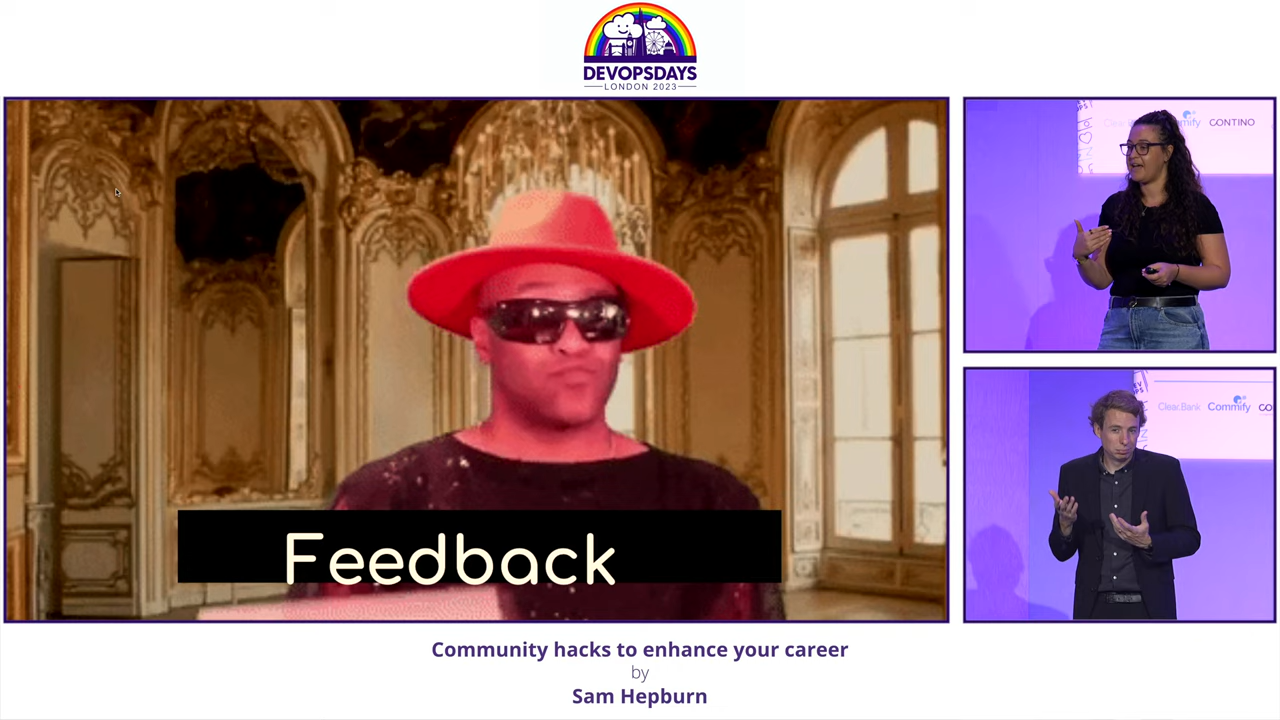 DEVOPSDAYS
LONDON 2023
Feedback
CONTINO
ClearBank
Commify
Community hacks to enhance your career
by
Sam Hepburn